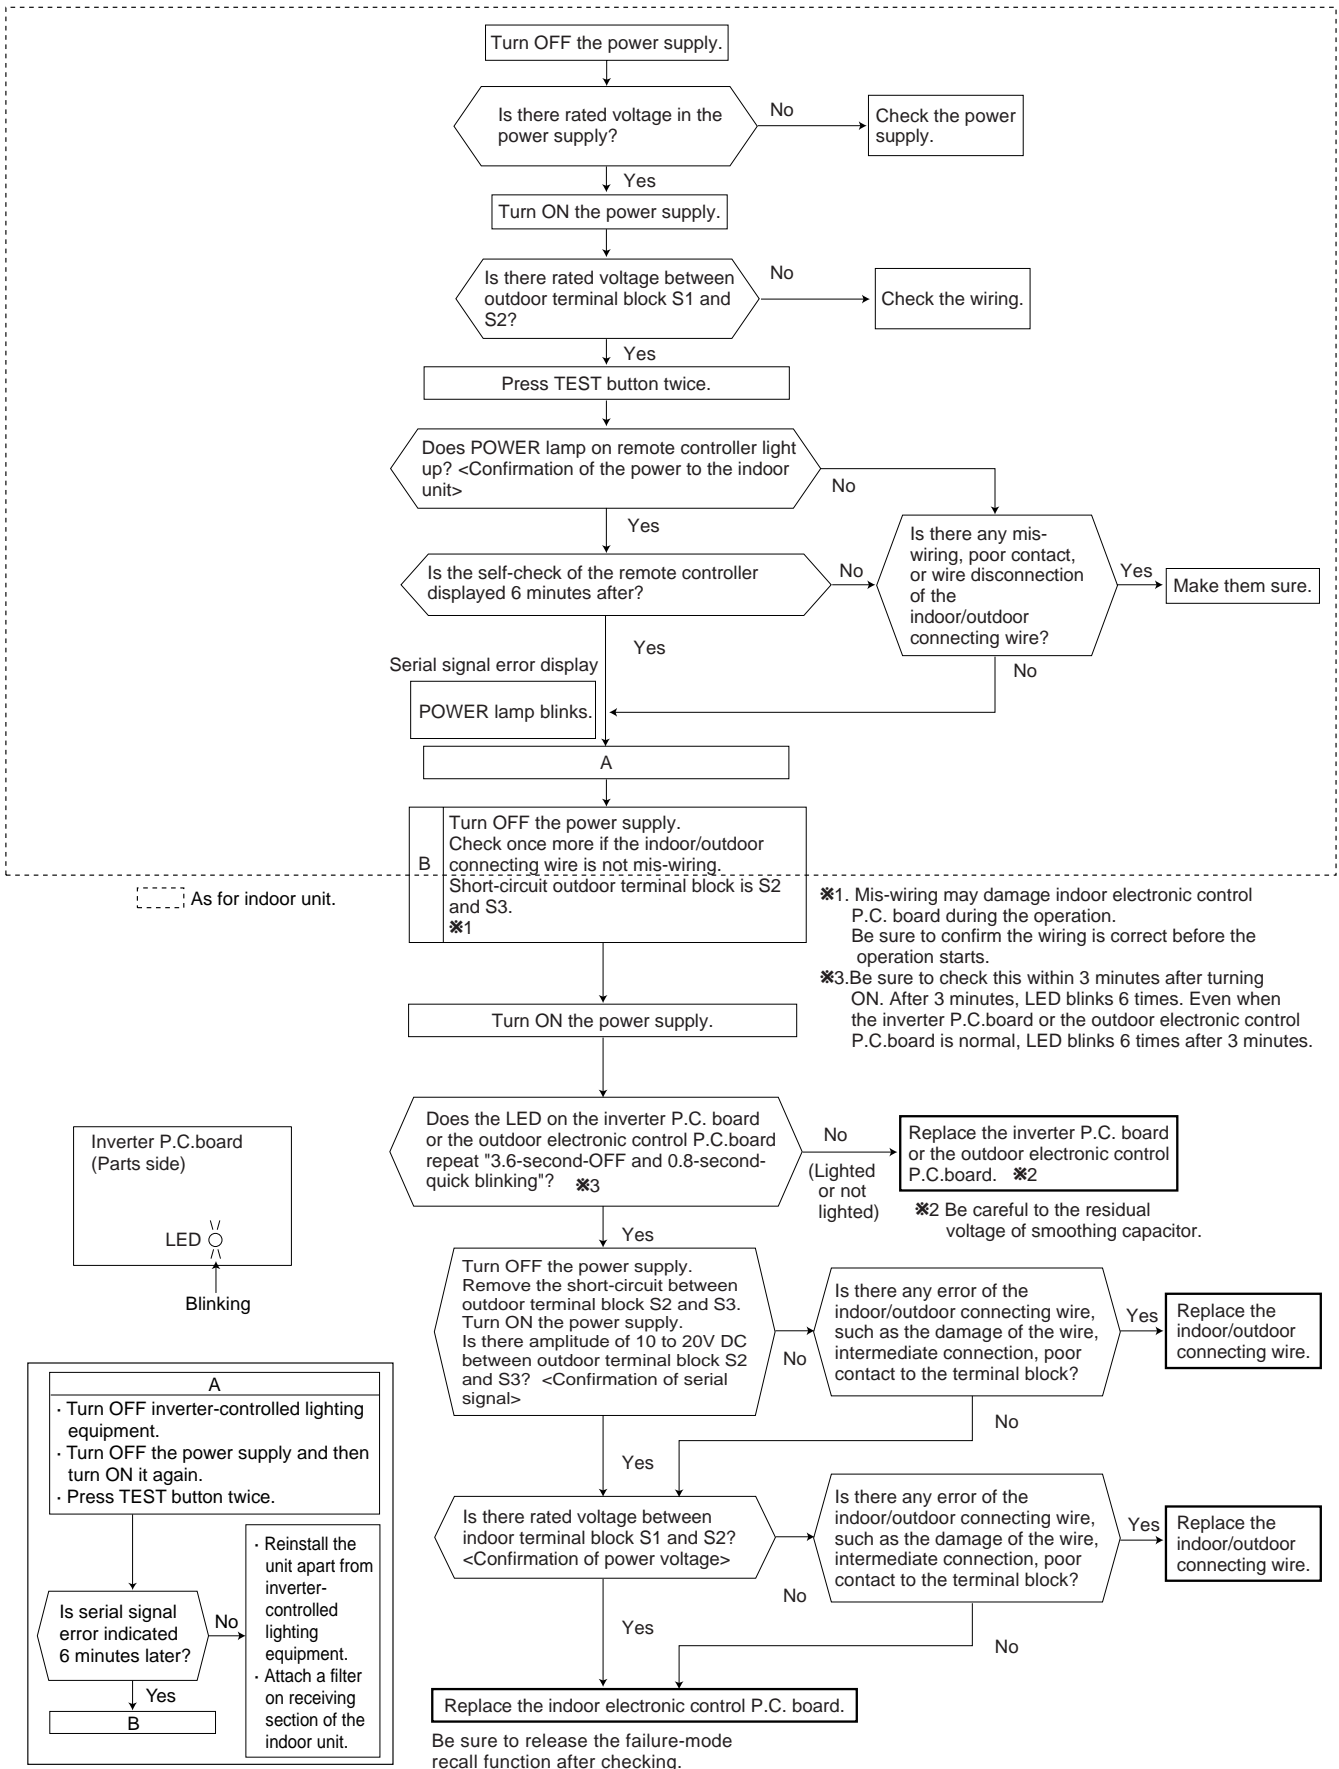 Turn OFF the power supply.
Is there rated voltage in the
power supply?
No
Check the power
supply.
Yes
Turn ON the power supply.
Is there rated voltage between
outdoor terminal block S1 and
S2?
No
Check the wiring.
Yes
Press TEST button twice.
Does POWER lamp on remote controller light
up? <Confirmation of the power to the indoor
unit>
No
Yes
Is the self-check of the remote controller
displayed 6 minutes after?
No
Is there any mis-
wiring, poor contact,
or wire disconnection
of the
indoor/outdoor
connecting wire?
Yes
Make them sure.
Yes
No
Serial signal error display
POWER lamp blinks.
A
B
Turn OFF the power supply.
Check once more if the indoor/outdoor
connecting wire is not mis-wiring.
Short-circuit outdoor terminal block is S2
and S3.
※1
As for indoor unit.
※1. Mis-wiring may damage indoor electronic control
P.C. board during the operation.
Be sure to confirm the wiring is correct before the
operation starts.
※3.Be sure to check this within 3 minutes after turning
ON. After 3 minutes, LED blinks 6 times. Even when
the inverter P.C.board or the outdoor electronic control
P.C.board is normal, LED blinks 6 times after 3 minutes.
Turn ON the power supply.
Does the LED on the inverter P.C. board
or the outdoor electronic control P.C.board
repeat "3.6-second-OFF and 0.8-second-
quick blinking"? ※3
No
(Lighted
or not
lighted)
Replace the inverter P.C. board
or the outdoor electronic control
P.C.board. ※2
※2 Be careful to the residual
voltage of smoothing capacitor.
Inverter P.C.board
(Parts side)
LED
Blinking
Yes
Turn OFF the power supply.
Remove the short-circuit between
outdoor terminal block S2 and S3.
Turn ON the power supply.
Is there amplitude of 10 to 20V DC
between outdoor terminal block S2
and S3? <Confirmation of serial
signal>
No
Is there any error of the
indoor/outdoor connecting wire,
such as the damage of the wire,
intermediate connection, poor
contact to the terminal block?
Yes
Replace the
indoor/outdoor
connecting wire.
No
Yes
Is there rated voltage between
indoor terminal block S1 and S2?
<Confirmation of power voltage>
No
Is there any error of the
indoor/outdoor connecting wire,
such as the damage of the wire,
intermediate connection, poor
contact to the terminal block?
Yes
Replace the
indoor/outdoor
connecting wire.
Yes
No
Replace the indoor electronic control P.C. board.
Be sure to release the failure-mode
recall function after checking.
A
· Turn OFF inverter-controlled lighting
equipment.
· Turn OFF the power supply and then
turn ON it again.
· Press TEST button twice.
Is serial signal
error indicated
6 minutes later?
No
· Reinstall the
unit apart from
inverter-
controlled
lighting
equipment.
· Attach a filter
on receiving
section of the
indoor unit.
Yes
B